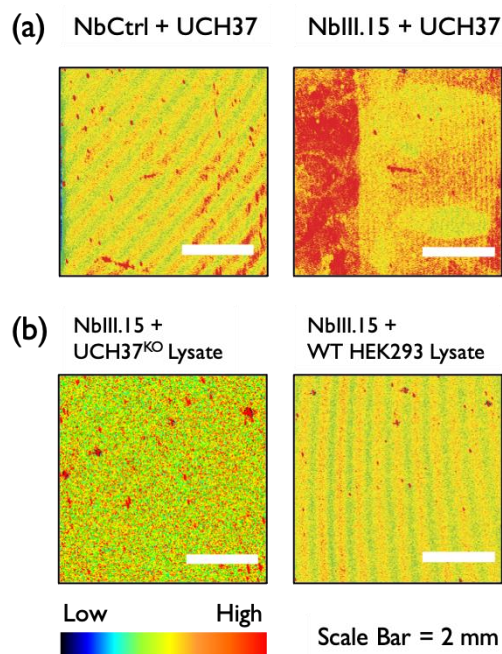 (a) NbCtrl + UCH37 NbIII.15 + UCH37
(b) NbIII.15 + UCH37ᴷᴼ Lysate NbIII.15 + WT HEK293 Lysate
Low High
Scale Bar = 2 mm